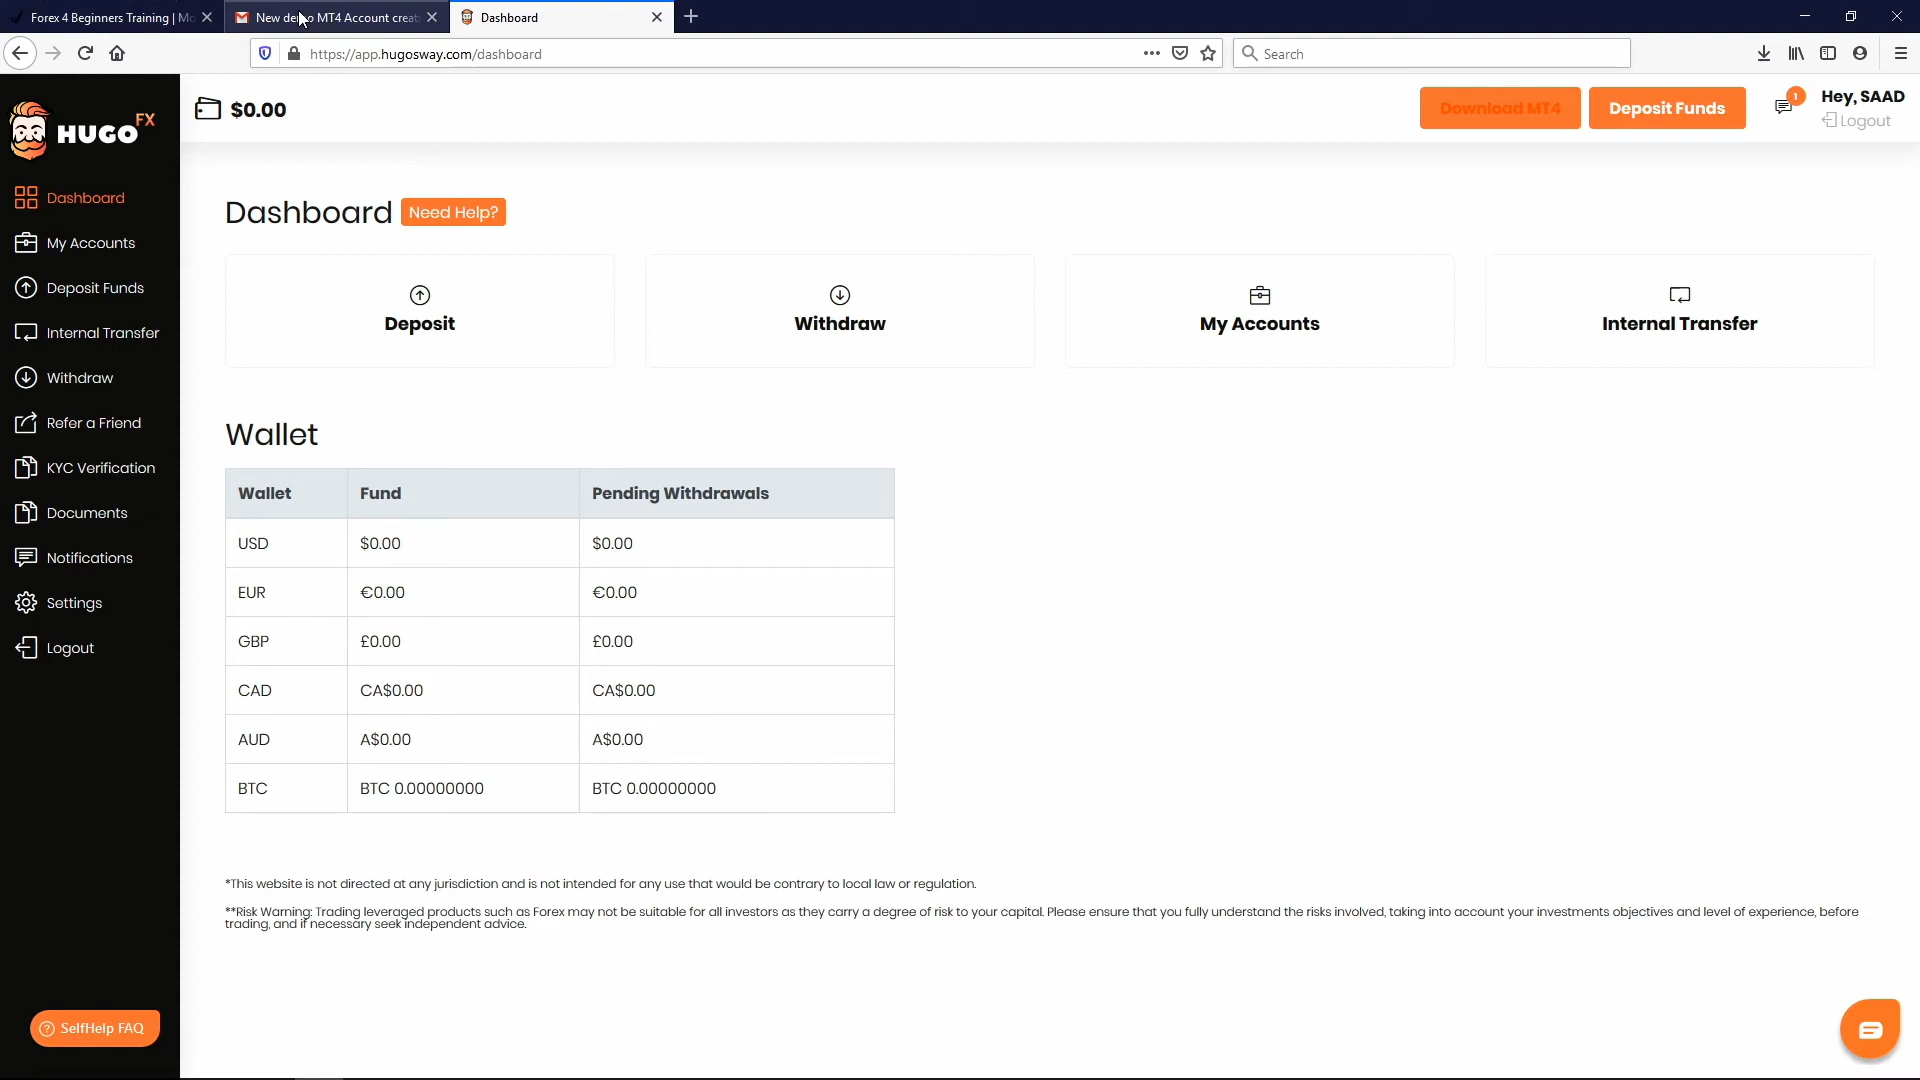 Forex 4 Beginners Training | Mo
New demo MT4 Account creat
Dashboard
https://app.hugosway.com/dashboard
Search
HUGO FX
$0.00
Download MT4
Deposit Funds
1
Hey, SAAD
Logout
Dashboard
My Accounts
Deposit Funds
Internal Transfer
Withdraw
Refer a Friend
KYC Verification
Documents
Notifications
Settings
Logout
SelfHelp FAQ
Dashboard Need Help?
Deposit
Withdraw
My Accounts
Internal Transfer
Wallet
Wallet Fund Pending Withdrawals
USD $0.00 $0.00
EUR €0.00 €0.00
GBP £0.00 £0.00
CAD CA$0.00 CA$0.00
AUD A$0.00 A$0.00
BTC BTC 0.00000000 BTC 0.00000000
*This website is not directed at any jurisdiction and is not intended for any use that would be contrary to local law or regulation.
**Risk Warning: Trading leveraged products such as Forex may not be suitable for all investors as they carry a degree of risk to your capital. Please ensure that you fully understand the risks involved, taking into account your investments objectives and level of experience, before
trading, and if necessary seek independent advice.